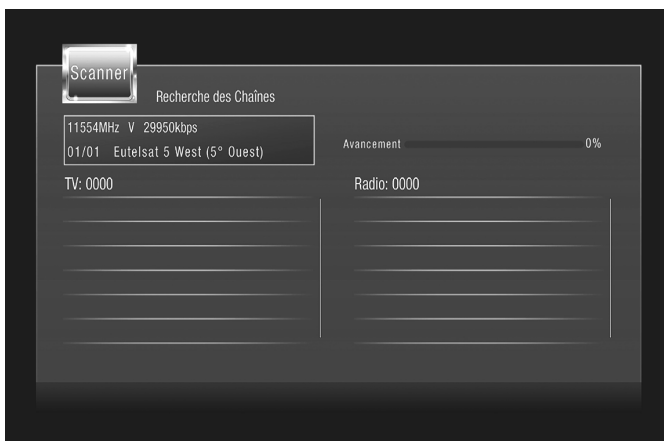 Scanner
Recherche des Chaînes
11554MHz V 29950kbps
01/01 Eutelsat 5 West (5° Ouest)
Avancement 0%
TV: 0000
Radio: 0000